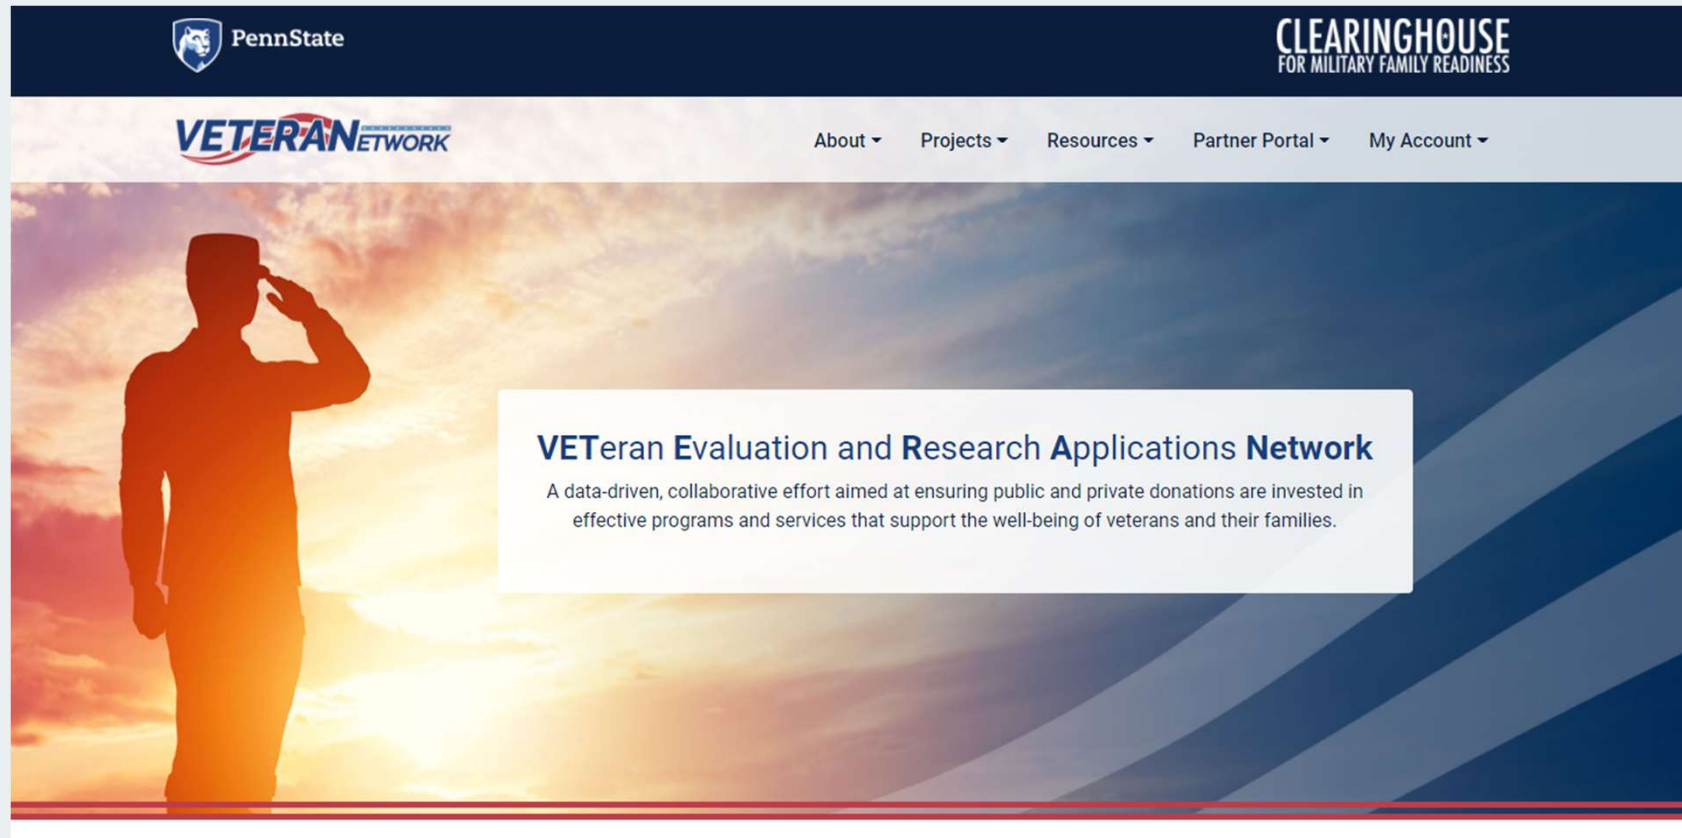 PennState
CLEARINGHOUSE
FOR MILITARY FAMILY READINESS
VETERANETWORK
About
Projects
Resources
Partner Portal
My Account
VETeran Evaluation and Research Applications Network
A data-driven, collaborative effort aimed at ensuring public and private donations are invested in
effective programs and services that support the well-being of veterans and their families.